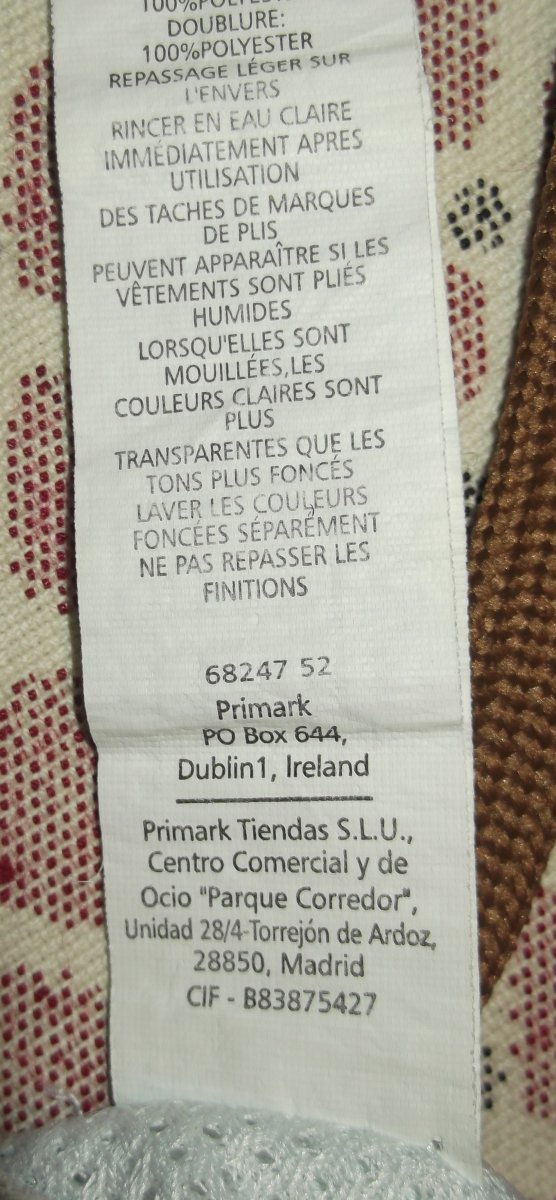 100%POLYESTER
DOUBLURE:
100%POLYESTER
REPASSAGE LÉGER SUR
L'ENVERS
RINCER EN EAU CLAIRE
IMMÉDIATEMENT APRES
UTILISATION
DES TACHES DE MARQUES
DE PLIS
PEUVENT APPARAÎTRE SI LES
VÊTEMENTS SONT PLIÉS
HUMIDES
LORSQU'ELLES SONT
MOUILLÉES,LES
COULEURS CLAIRES SONT
PLUS
TRANSPARENTES QUE LES
TONS PLUS FONCÉS
LAVER LES COULEURS
FONCÉES SÉPARÉMENT
NE PAS REPASSER LES
FINITIONS
68247 52
Primark
PO Box 644,
Dublin1, Ireland
Primark Tiendas S.L.U.,
Centro Comercial y de
Ocio "Parque Corredor",
Unidad 28/4-Torrejón de Ardoz,
28850, Madrid
CIF - B83875427